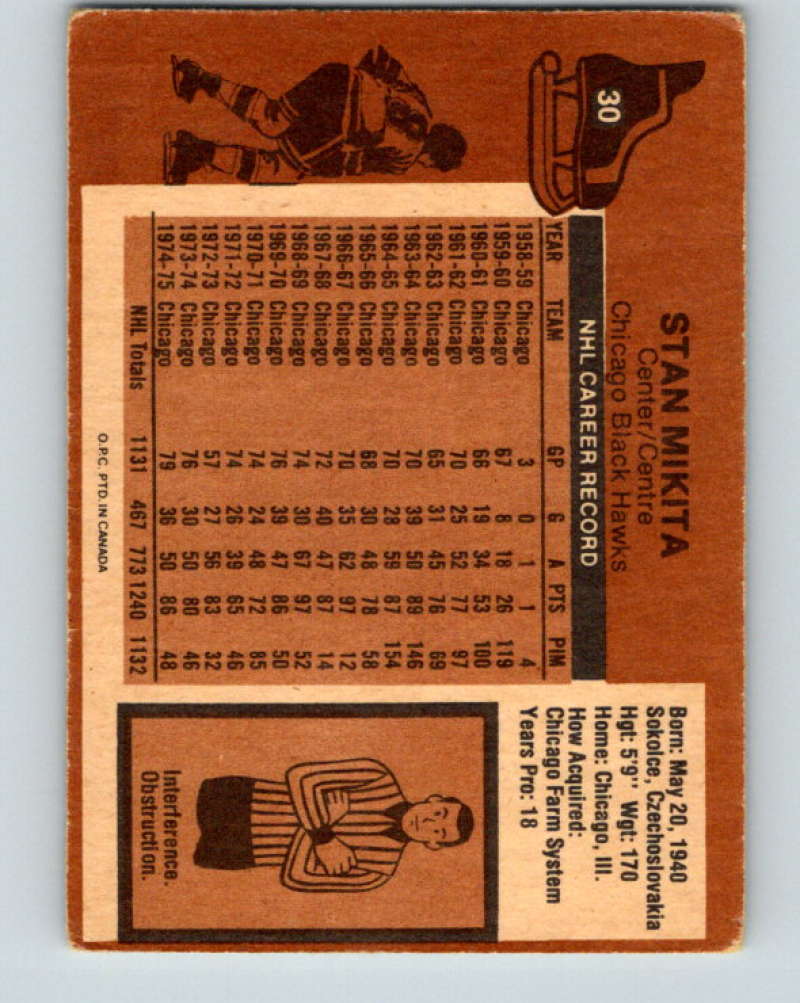 30
STAN MIKITA
Center/Centre
Chicago Black Hawks
NHL CAREER RECORD
YEAR TEAM GP G A PTS PIM
1958-59 Chicago 3 0 1 1 4
1959-60 Chicago 67 8 18 26 119
1960-61 Chicago 66 19 34 53 100
1961-62 Chicago 70 25 52 77 97
1962-63 Chicago 65 31 45 76 69
1963-64 Chicago 70 39 50 89 146
1964-65 Chicago 70 28 59 87 154
1965-66 Chicago 68 30 48 78 58
1966-67 Chicago 70 35 62 97 12
1967-68 Chicago 72 40 47 87 14
1968-69 Chicago 74 30 67 97 52
1969-70 Chicago 76 39 47 86 50
1970-71 Chicago 74 24 48 72 85
1971-72 Chicago 74 26 39 65 46
1972-73 Chicago 57 27 56 83 32
1973-74 Chicago 76 30 50 80 46
1974-75 Chicago 79 36 50 86 48
NHL Totals 1131 467 773 1240 1132
O.P.C. PTD. IN CANADA
Born: May 20, 1940
Sokolce, Czechoslovakia
Hgt: 5'9" Wgt: 170
Home: Chicago, Ill.
How Acquired:
Chicago Farm System
Years Pro: 18
Interference.
Obstruction.